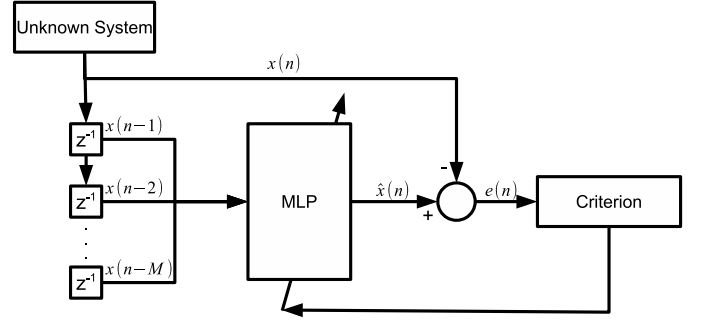 Unknown System
x(n)
z⁻¹
x(n−1)
z⁻¹
x(n−2)
MLP
x̂(n)
-
+
e(n)
Criterion
z⁻¹
x(n−M)